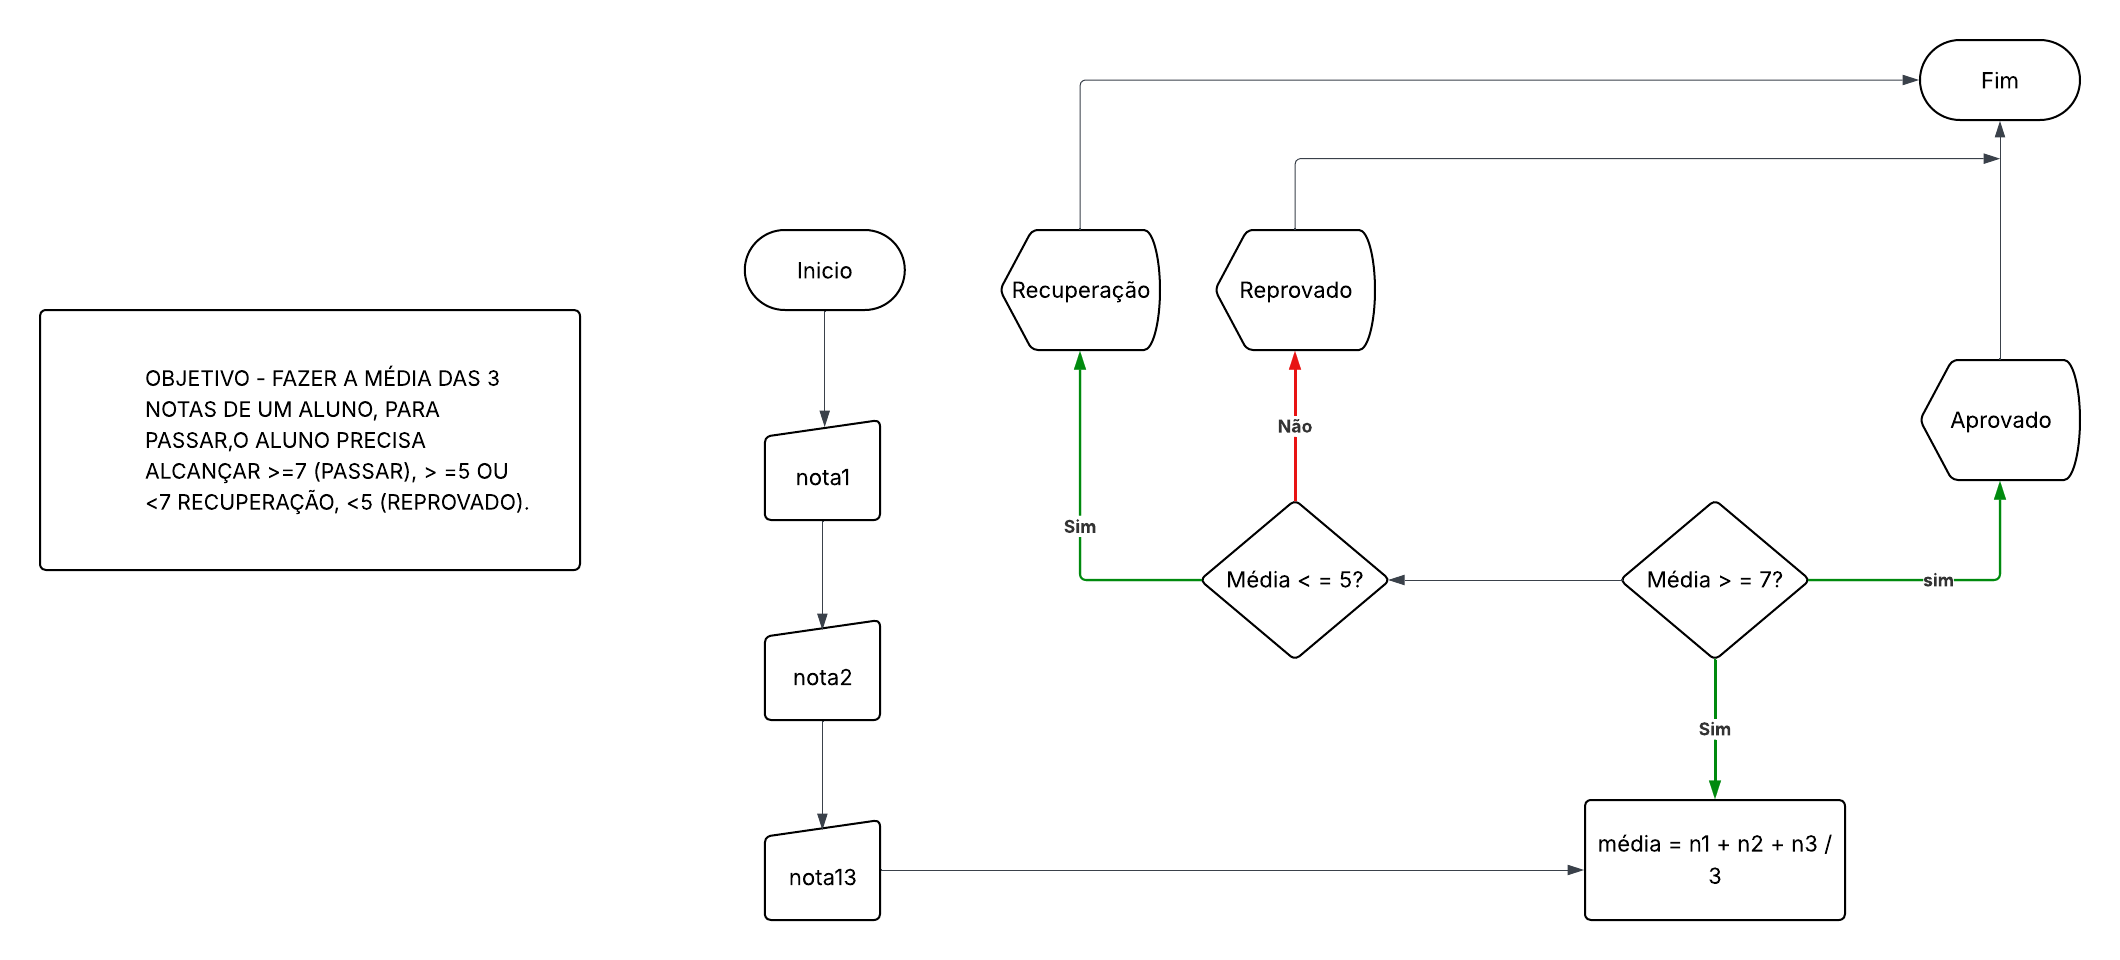 Fim
Inicio
Recuperação
Reprovado
OBJETIVO - FAZER A MÉDIA DAS 3
NOTAS DE UM ALUNO, PARA
PASSAR,O ALUNO PRECISA
ALCANÇAR >=7 (PASSAR), > =5 OU
<7 RECUPERAÇÃO, <5 (REPROVADO).
Aprovado
Não
nota1
Sim
Média < = 5?
Média > = 7?
sim
nota2
Sim
nota13
média = n1 + n2 + n3 /
3